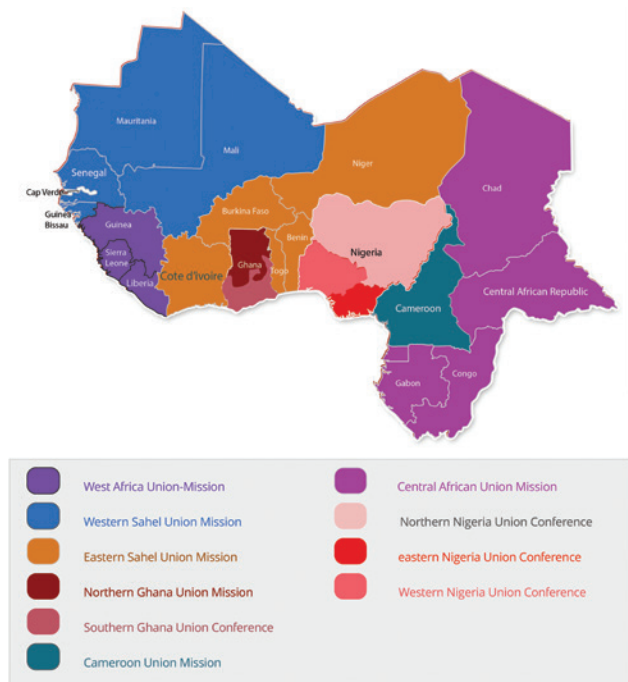 Mauritania
Mali
Niger
Chad
Senegal
Cap Verde
Guinea
Bissau
Guinea
Sierra
Leone
Liberia
Burkina Faso
Cote d'Ivoire
Ghana
Togo
Benin
Nigeria
Cameroon
Central African Republic
Gabon
Congo
West Africa Union-Mission
Western Sahel Union Mission
Eastern Sahel Union Mission
Northern Ghana Union Mission
Southern Ghana Union Conference
Cameroon Union Mission
Central African Union Mission
Northern Nigeria Union Conference
eastern Nigeria Union Conference
Western Nigeria Union Conference